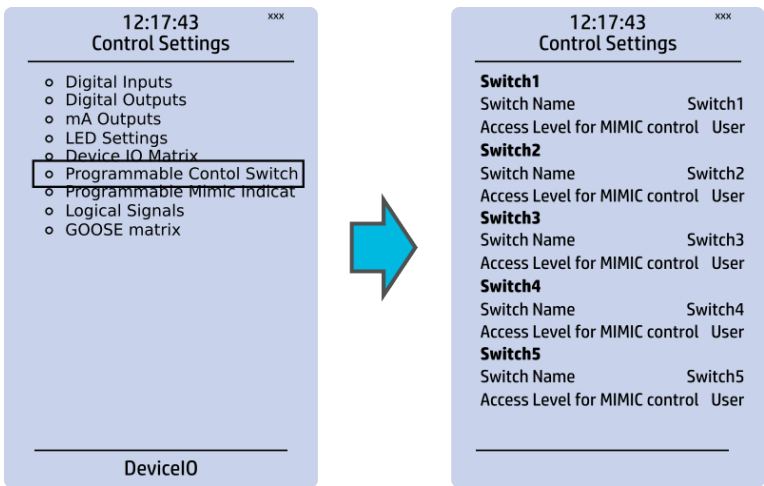 12:17:43 xxx
Control Settings
Digital Inputs
Digital Outputs
mA Outputs
LED Settings
Device IO Matrix
Programmable Contol Switch
Programmable Mimic Indicat
Logical Signals
GOOSE matrix
DeviceIO
12:17:43 xxx
Control Settings
Switch1
Switch Name Switch1
Access Level for MIMIC control User
Switch2
Switch Name Switch2
Access Level for MIMIC control User
Switch3
Switch Name Switch3
Access Level for MIMIC control User
Switch4
Switch Name Switch4
Access Level for MIMIC control User
Switch5
Switch Name Switch5
Access Level for MIMIC control User